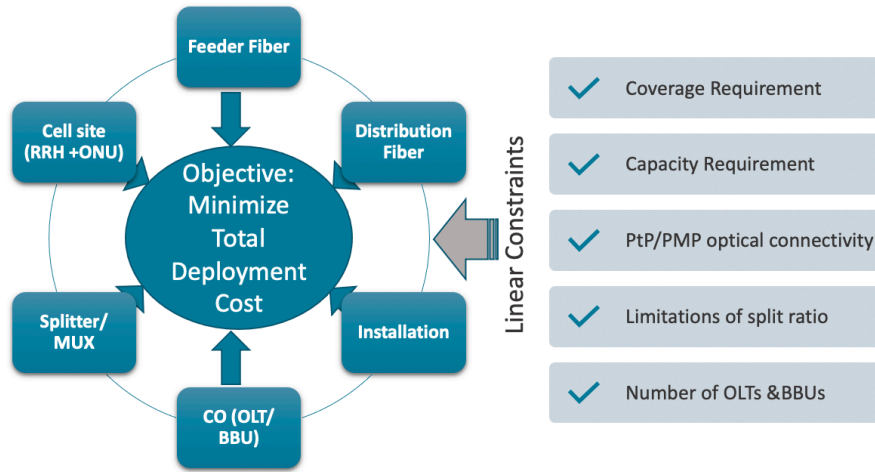 Feeder Fiber
Cell site
(RRH +ONU)
Distribution
Fiber
Objective:
Minimize
Total
Deployment
Cost
Splitter/
MUX
Installation
CO (OLT/
BBU)
Linear Constraints
Coverage Requirement
Capacity Requirement
PtP/PMP optical connectivity
Limitations of split ratio
Number of OLTs &BBUs